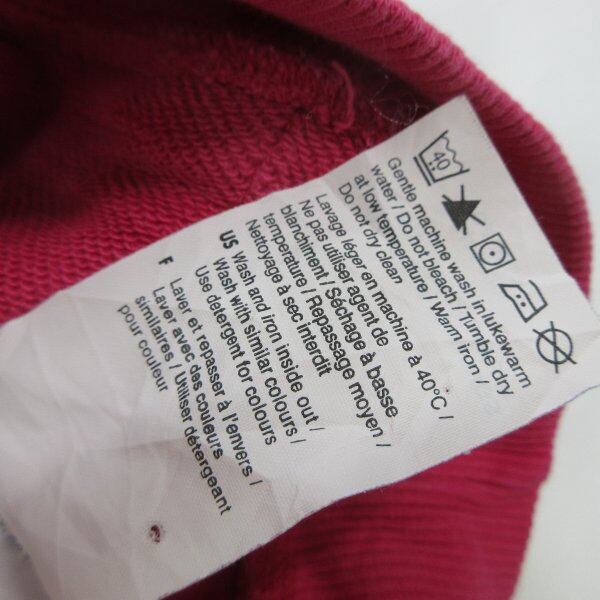 40
Gentle machine wash in lukewarm
water / Do not bleach / Tumble dry
at low temperature / Warm iron /
Do not dry clean
Lavage léger en machine à 40°C /
Ne pas utiliser agent de
blanchiment / Séchage à basse
temperature / Repassage moyen /
Nettoyage à sec interdit
US Wash and iron inside out /
Wash with similar colours /
Use detergent for colours
F Laver et repasser à l'envers /
Laver avec des couleurs
similaires / Utiliser détergeant
pour couleur